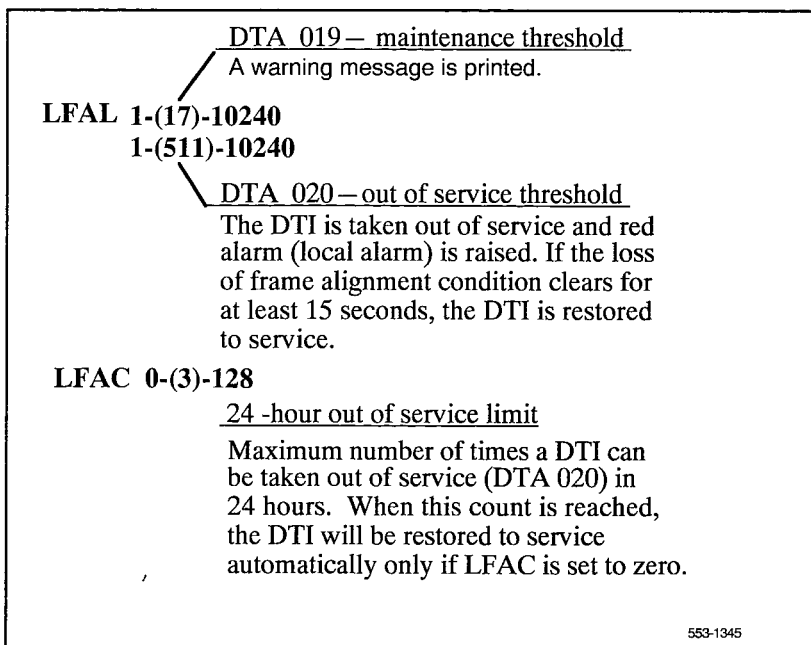 DTA 019 — maintenance threshold
A warning message is printed.
LFAL 1-(17)-10240
1-(511)-10240
DTA 020 — out of service threshold
The DTI is taken out of service and red
alarm (local alarm) is raised. If the loss
of frame alignment condition clears for
at least 15 seconds, the DTI is restored
to service.
LFAC 0-(3)-128
24 -hour out of service limit
Maximum number of times a DTI can
be taken out of service (DTA 020) in
24 hours. When this count is reached,
the DTI will be restored to service
automatically only if LFAC is set to zero.
553-1345